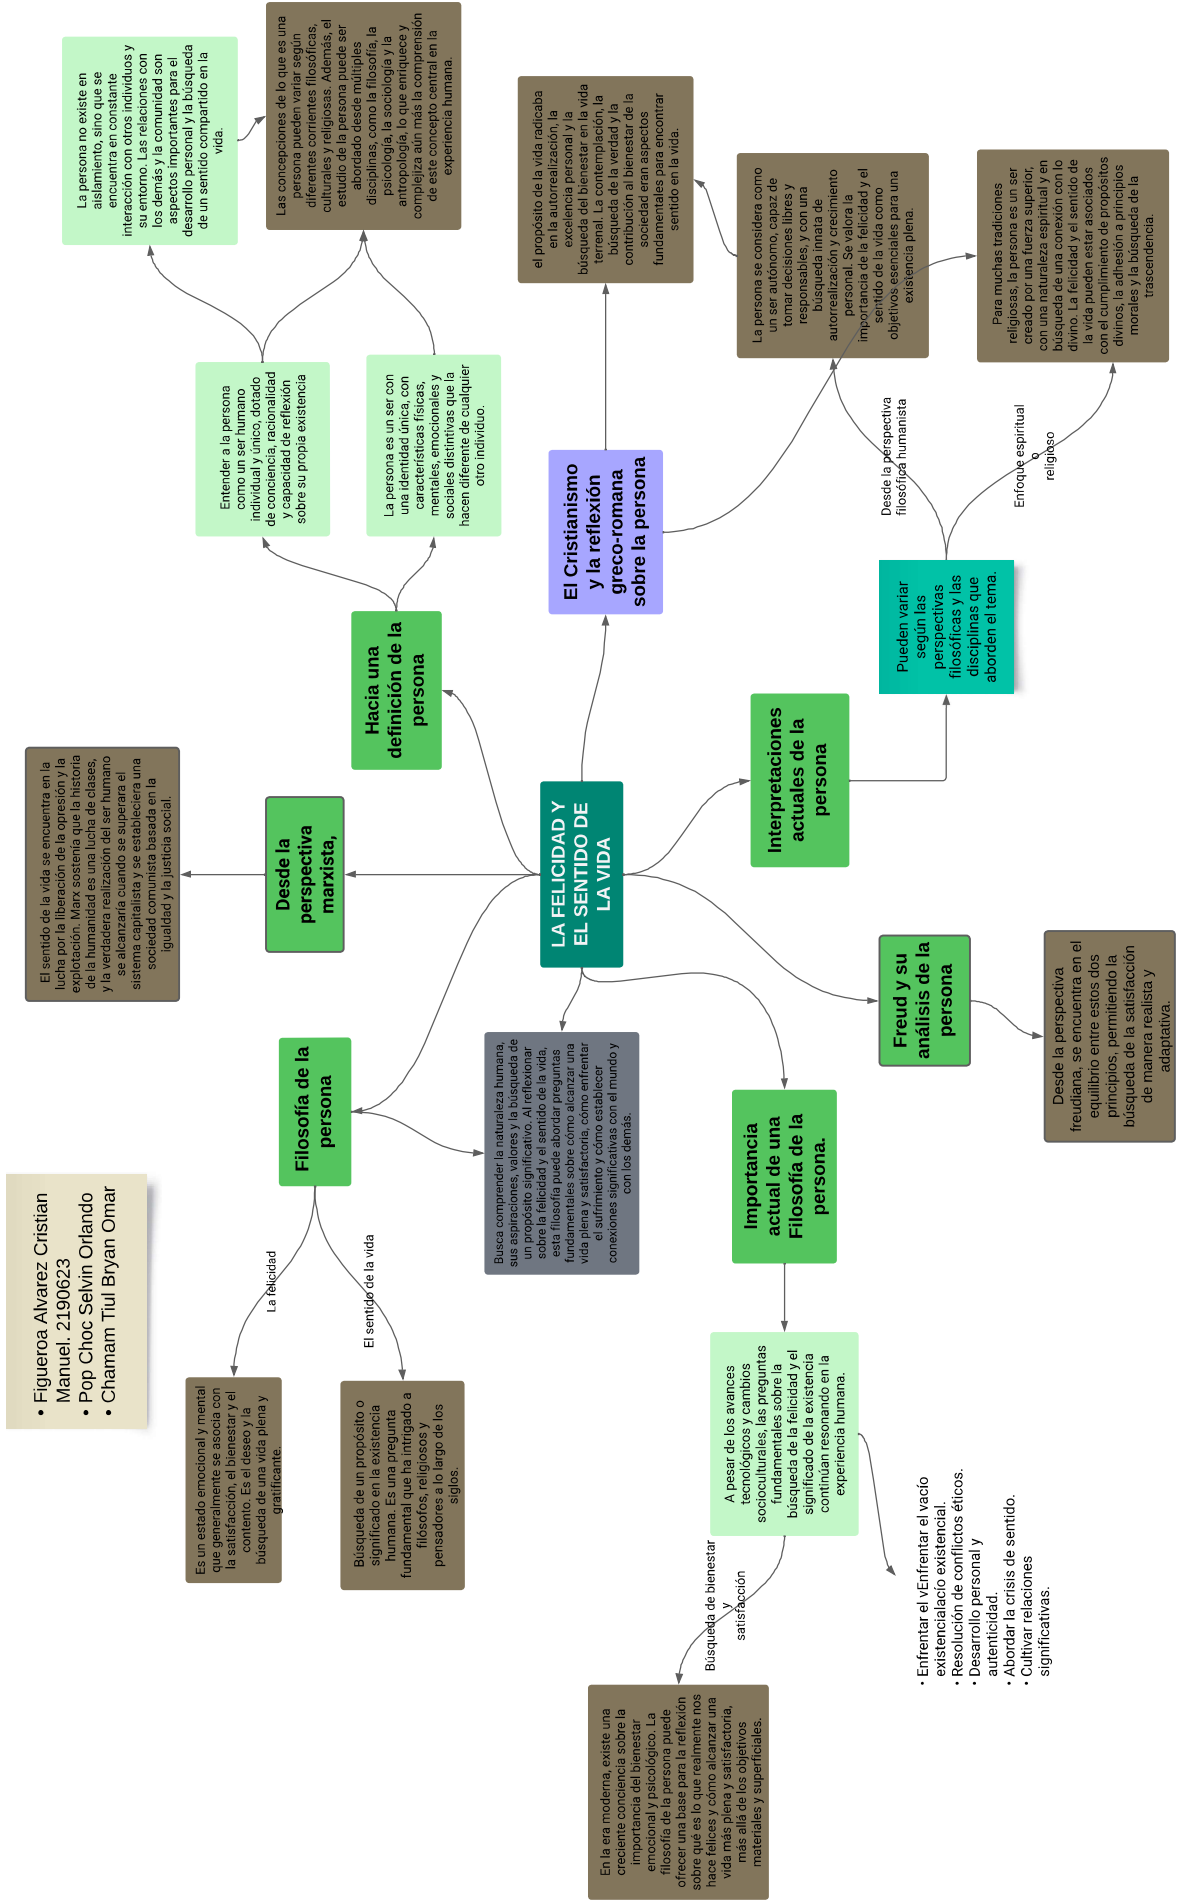 • Figueroa Alvarez Cristian
Manuel. 2190623
• Pop Choc Selvin Orlando
• Chamam Tiul Bryan Omar
El sentido de la vida se encuentra en la
lucha por la liberación de la opresión y la
explotación. Marx sostenía que la historia
de la humanidad es una lucha de clases,
y la verdadera realización del ser humano
se alcanzaría cuando se superara el
sistema capitalista y se estableciera una
sociedad comunista basada en la
igualdad y la justicia social.
La persona no existe en
aislamiento, sino que se
encuentra en constante
interacción con otros individuos y
su entorno. Las relaciones con
los demás y la comunidad son
aspectos importantes para el
desarrollo personal y la búsqueda
de un sentido compartido en la
vida.
Es un estado emocional y mental
que generalmente se asocia con
la satisfacción, el bienestar y el
contento. Es el deseo y la
búsqueda de una vida plena y
gratificante.
La felicidad
Filosofía de la
persona
Desde la
perspectiva
marxista,
Entender a la persona
como un ser humano
individual y único, dotado
de conciencia, racionalidad
y capacidad de reflexión
sobre su propia existencia
Las concepciones de lo que es una
persona pueden variar según
diferentes corrientes filosóficas,
culturales y religiosas. Además, el
estudio de la persona puede ser
abordado desde múltiples
disciplinas, como la filosofía, la
psicología, la sociología y la
antropología, lo que enriquece y
complejiza aún más la comprensión
de este concepto central en la
experiencia humana.
Búsqueda de un propósito o
significado en la existencia
humana. Es una pregunta
fundamental que ha intrigado a
filósofos, religiosos y
pensadores a lo largo de los
siglos.
El sentido de la vida
Hacia una
definición de la
persona
La persona es un ser con
una identidad única, con
características físicas,
mentales, emocionales y
sociales distintivas que la
hacen diferente de cualquier
otro individuo.
Busca comprender la naturaleza humana,
sus aspiraciones, valores y la búsqueda de
un propósito significativo. Al reflexionar
sobre la felicidad y el sentido de la vida,
esta filosofía puede abordar preguntas
fundamentales sobre cómo alcanzar una
vida plena y satisfactoria, cómo enfrentar
el sufrimiento y cómo establecer
conexiones significativas con el mundo y
con los demás.
LA FELICIDAD Y
EL SENTIDO DE
LA VIDA
El Cristianismo
y la reflexión
greco-romana
sobre la persona
el propósito de la vida radicaba
en la autorrealización, la
excelencia personal y la
búsqueda del bienestar en la vida
terrenal. La contemplación, la
búsqueda de la verdad y la
contribución al bienestar de la
sociedad eran aspectos
fundamentales para encontrar
sentido en la vida.
En la era moderna, existe una
creciente conciencia sobre la
importancia del bienestar
emocional y psicológico. La
filosofía de la persona puede
ofrecer una base para la reflexión
sobre qué es lo que realmente nos
hace felices y cómo alcanzar una
vida más plena y satisfactoria,
más allá de los objetivos
materiales y superficiales.
Búsqueda de bienestar
y
satisfacción
A pesar de los avances
tecnológicos y cambios
socioculturales, las preguntas
fundamentales sobre la
búsqueda de la felicidad y el
significado de la existencia
continúan resonando en la
experiencia humana.
Importancia
actual de una
Filosofía de la
persona.
Interpretaciones
actuales de la
persona
La persona se considera como
un ser autónomo, capaz de
tomar decisiones libres y
responsables, y con una
búsqueda innata de
autorrealización y crecimiento
personal. Se valora la
importancia de la felicidad y el
sentido de la vida como
objetivos esenciales para una
existencia plena.
• Enfrentar el vEnfrentar el vacío
existencialacío existencial.
• Resolución de conflictos éticos.
• Desarrollo personal y
autenticidad.
• Abordar la crisis de sentido.
• Cultivar relaciones
significativas.
Freud y su
análisis de la
persona
Pueden variar
según las
perspectivas
filosóficas y las
disciplinas que
aborden el tema.
Desde la perspectiva
filosófica humanista
Enfoque espiritual
o
religioso
Para muchas tradiciones
religiosas, la persona es un ser
creado por una fuerza superior,
con una naturaleza espiritual y en
búsqueda de una conexión con lo
divino. La felicidad y el sentido de
la vida pueden estar asociados
con el cumplimiento de propósitos
divinos, la adhesión a principios
morales y la búsqueda de la
trascendencia.
Desde la perspectiva
freudiana, se encuentra en el
equilibrio entre estos dos
principios, permitiendo la
búsqueda de la satisfacción
de manera realista y
adaptativa.